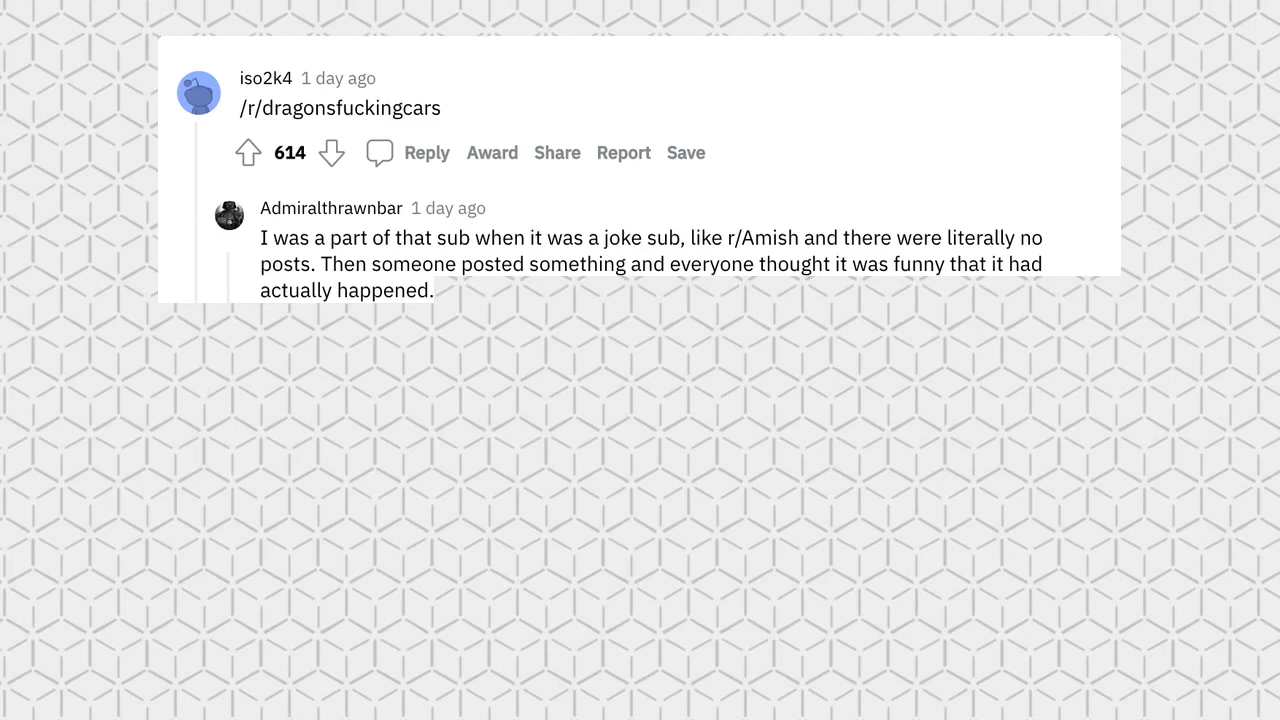 iso2k4 1 day ago
/r/dragonsfuckingcars
614 Reply Award Share Report Save
Admiralthrawnbar 1 day ago
I was a part of that sub when it was a joke sub, like r/Amish and there were literally no
posts. Then someone posted something and everyone thought it was funny that it had
actually happened.